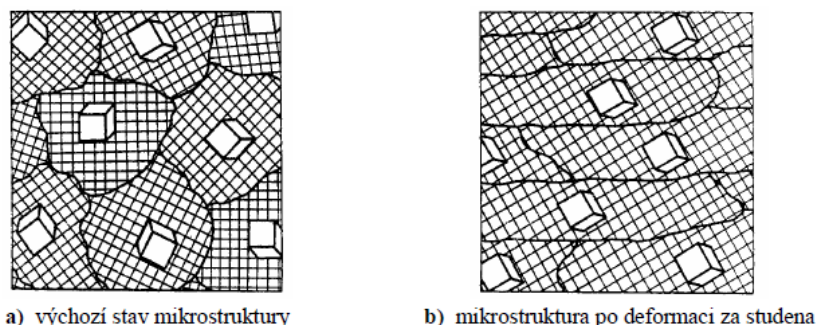 a) výchozí stav mikrostruktury
b) mikrostruktura po deformaci za studena